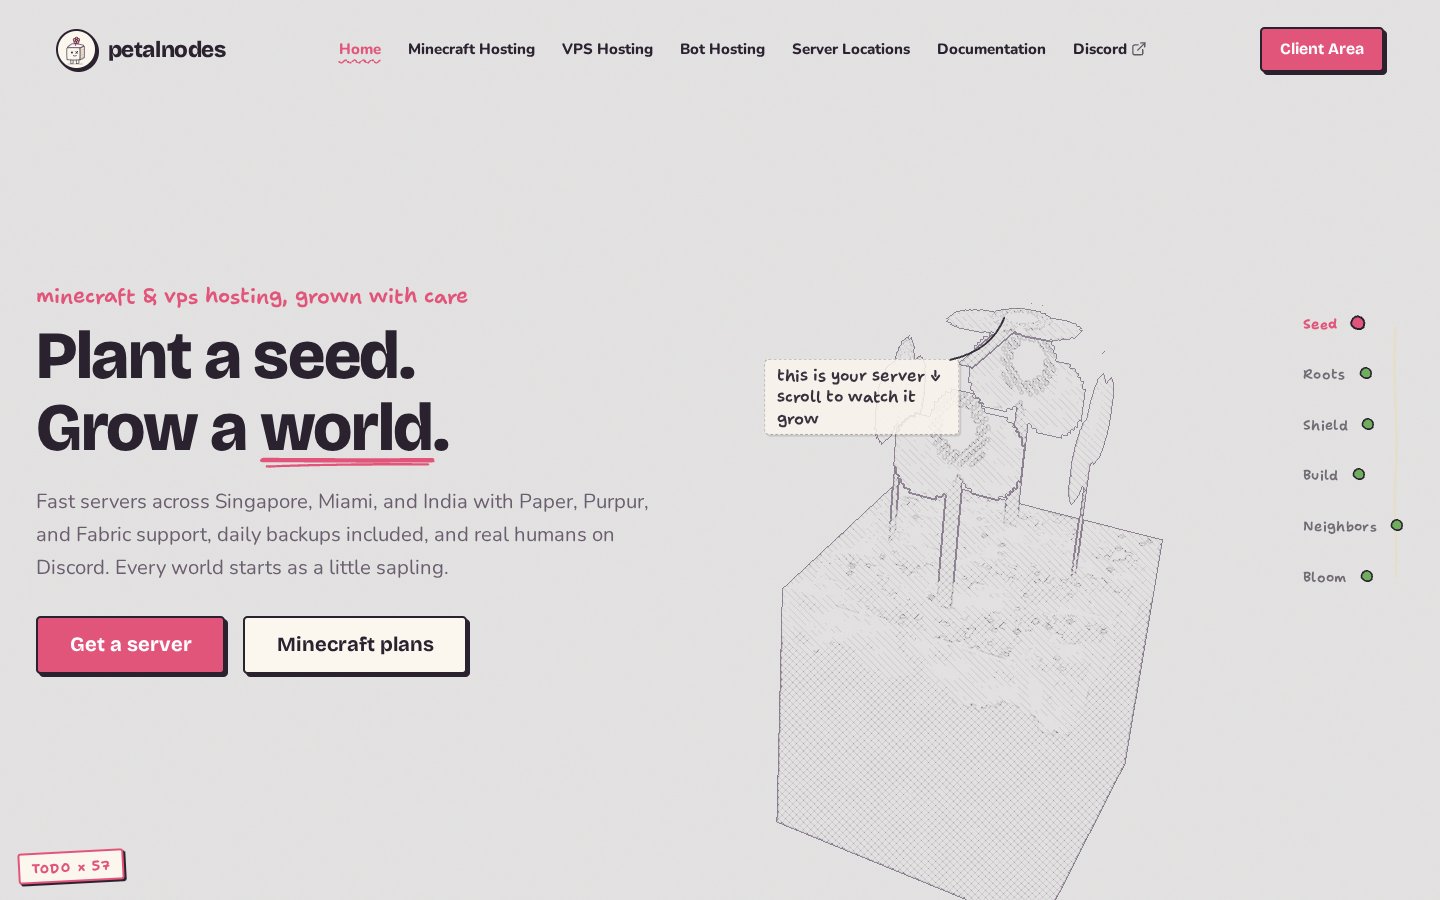 petalnodes
Home
Minecraft Hosting
VPS Hosting
Bot Hosting
Server Locations
Documentation
Discord
Client Area
minecraft & vps hosting, grown with care
Plant a seed.
Grow a world.
Fast servers across Singapore, Miami, and India with Paper, Purpur,
and Fabric support, daily backups included, and real humans on
Discord. Every world starts as a little sapling.
Get a server
Minecraft plans
this is your server ↓
scroll to watch it
grow
Seed
Roots
Shield
Build
Neighbors
Bloom
TODO x 57